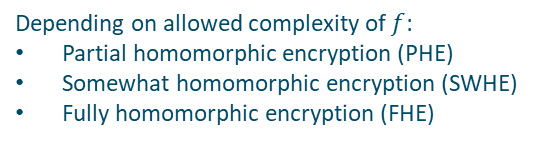 Depending on allowed complexity of f:
• Partial homomorphic encryption (PHE)
• Somewhat homomorphic encryption (SWHE)
• Fully homomorphic encryption (FHE)